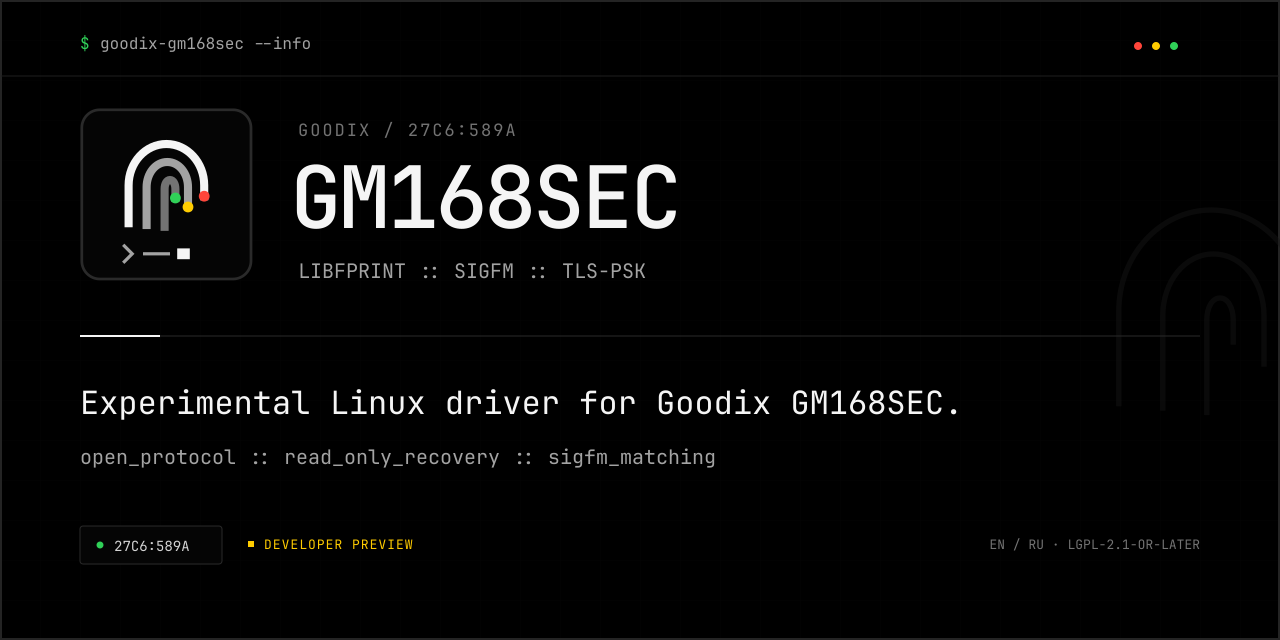 $ goodix-gm168sec --info
GOODIX / 27C6:589A
GM168SEC
LIBFPRINT :: SIGFM :: TLS-PSK
Experimental Linux driver for Goodix GM168SEC.
open_protocol :: read_only_recovery :: sigfm_matching
27C6:589A
DEVELOPER PREVIEW
EN / RU · LGPL-2.1-OR-LATER